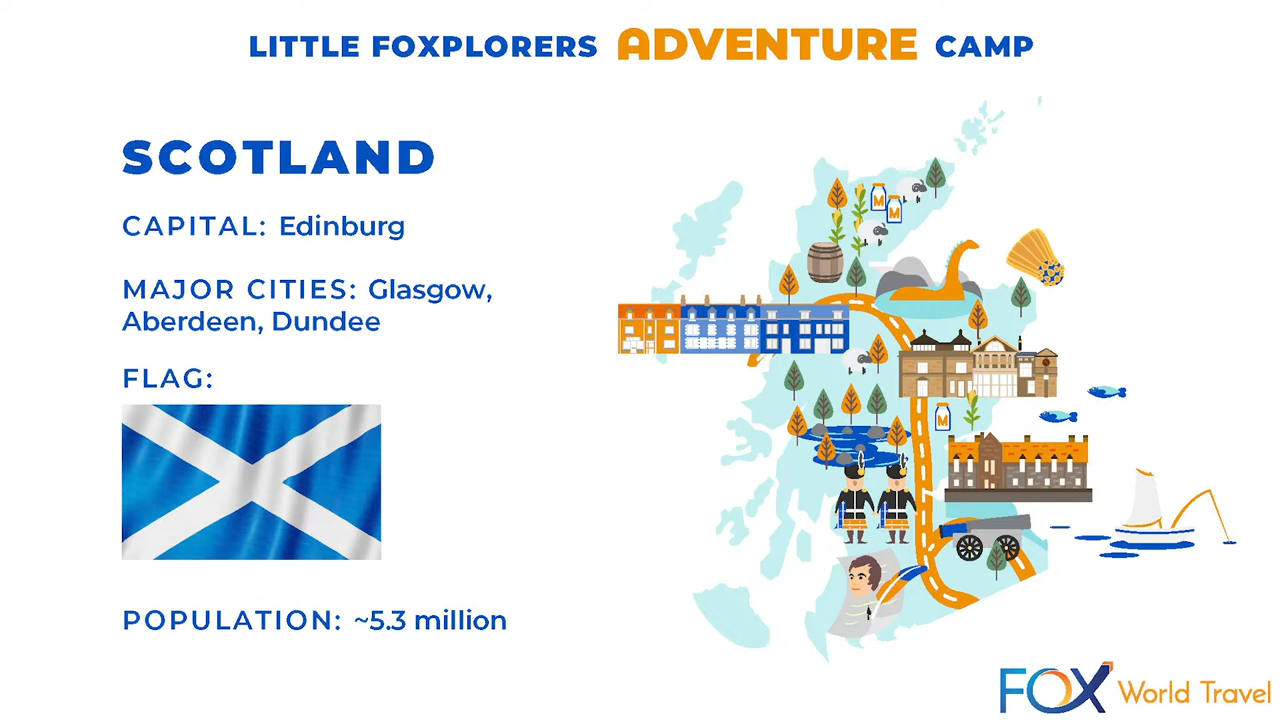 LITTLE FOXPLORERS ADVENTURE CAMP
SCOTLAND
CAPITAL: Edinburg
MAJOR CITIES: Glasgow,
Aberdeen, Dundee
FLAG:
POPULATION: ~5.3 million
M
M
M
FOX World Travel